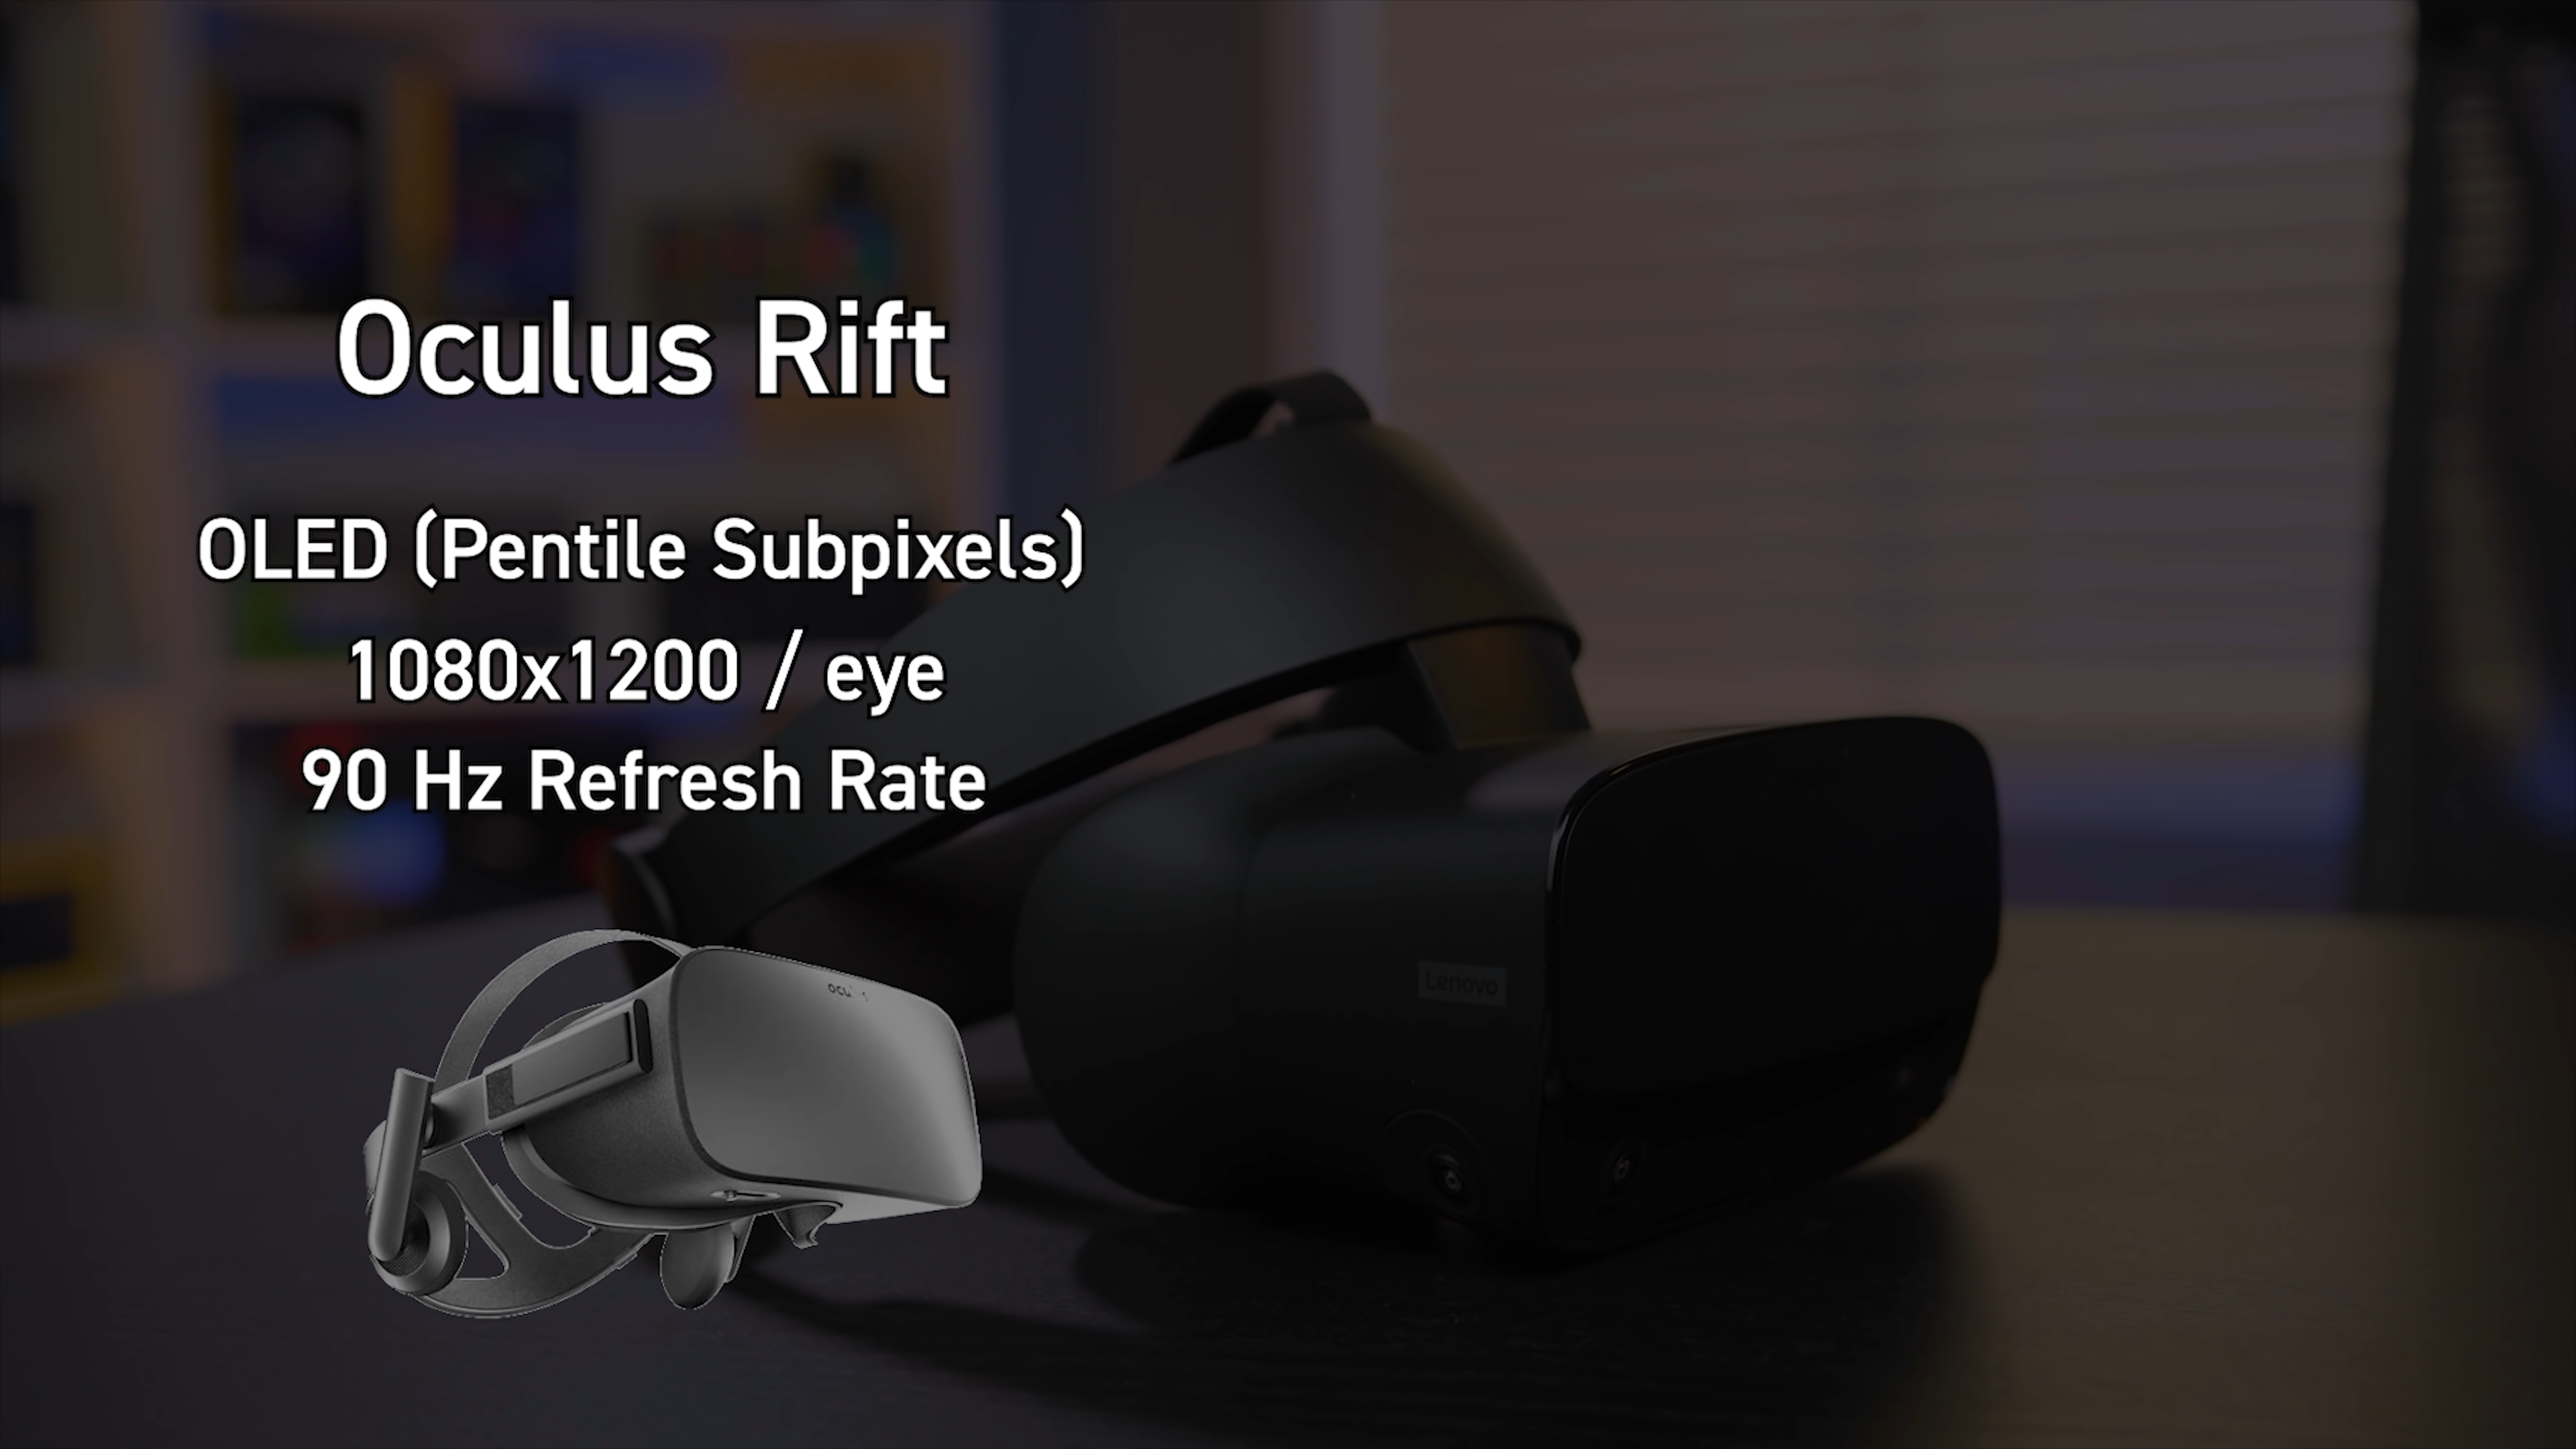 Oculus Rift
OLED (Pentile Subpixels)
1080x1200 / eye
90 Hz Refresh Rate
Lenovo